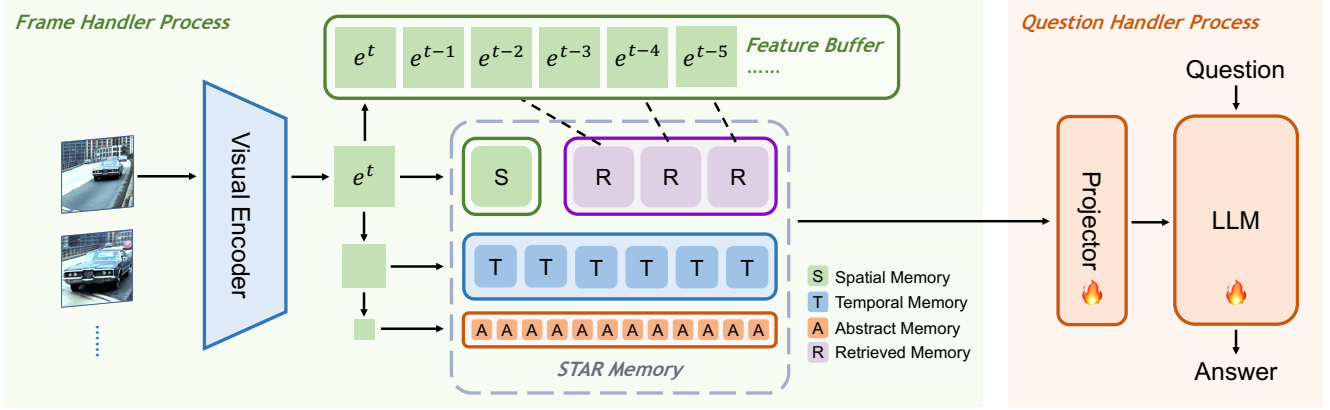 Frame Handler Process
e^t e^{t−1} e^{t−2} e^{t−3} e^{t−4} e^{t−5}
Feature Buffer
......
Visual Encoder
e^t
S
R R R
T T T T T T
A A A A A A A A A A A A
STAR Memory
S Spatial Memory
T Temporal Memory
A Abstract Memory
R Retrieved Memory
Question Handler Process
Question
Projector
LLM
Answer